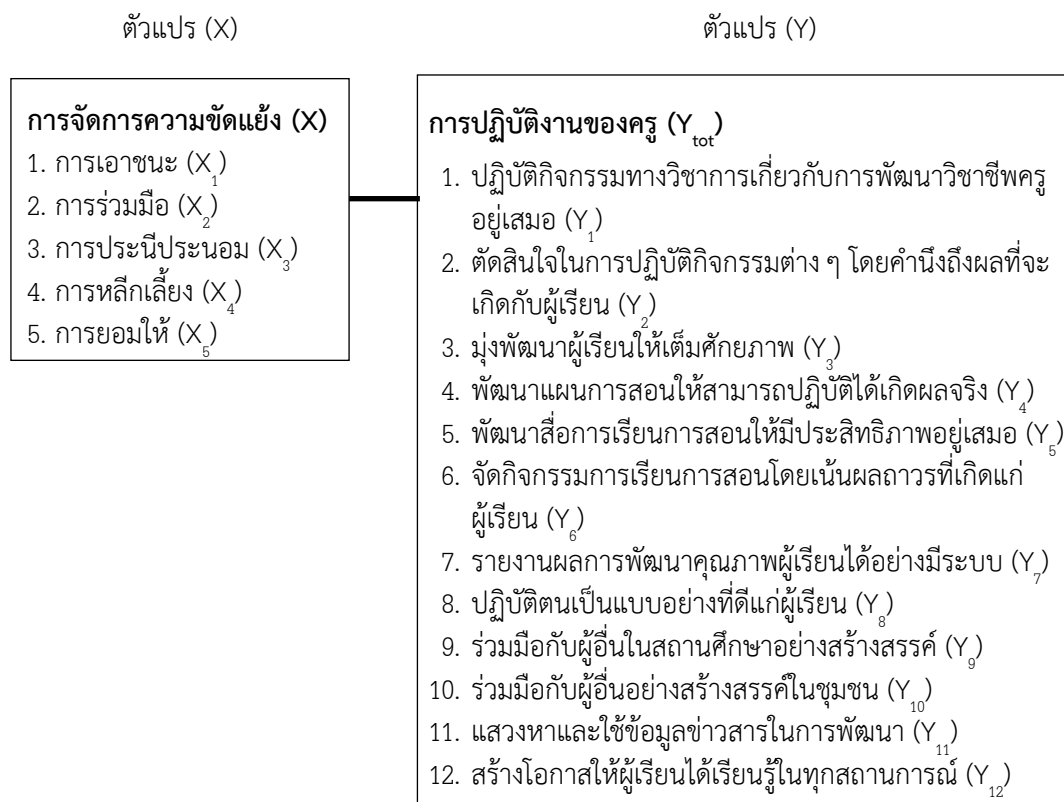 ตัวแปร (X)
ตัวแปร (Y)
การจัดการความขัดแย้ง (X)
1. การเอาชนะ (X1)
2. การร่วมมือ (X2)
3. การประนีประนอม (X3)
4. การหลีกเลี้ยง (X4)
5. การยอมให้ (X5)
การปฏิบัติงานของครู (Ytot)
1. ปฏิบัติกิจกรรมทางวิชาการเกี่ยวกับการพัฒนาวิชาชีพครู
อยู่เสมอ (Y1)
2. ตัดสินใจในการปฏิบัติกิจกรรมต่าง ๆ โดยคำนึงถึงผลที่จะ
เกิดกับผู้เรียน (Y2)
3. มุ่งพัฒนาผู้เรียนให้เต็มศักยภาพ (Y3)
4. พัฒนาแผนการสอนให้สามารถปฏิบัติได้เกิดผลจริง (Y4)
5. พัฒนาสื่อการเรียนการสอนให้มีประสิทธิภาพอยู่เสมอ (Y5)
6. จัดกิจกรรมการเรียนการสอนโดยเน้นผลถาวรที่เกิดแก่
ผู้เรียน (Y6)
7. รายงานผลการพัฒนาคุณภาพผู้เรียนได้อย่างมีระบบ (Y7)
8. ปฏิบัติตนเป็นแบบอย่างที่ดีแก่ผู้เรียน (Y8)
9. ร่วมมือกับผู้อื่นในสถานศึกษาอย่างสร้างสรรค์ (Y9)
10. ร่วมมือกับผู้อื่นอย่างสร้างสรรค์ในชุมชน (Y10)
11. แสวงหาและใช้ข้อมูลข่าวสารในการพัฒนา (Y11)
12. สร้างโอกาสให้ผู้เรียนได้เรียนรู้ในทุกสถานการณ์ (Y12)